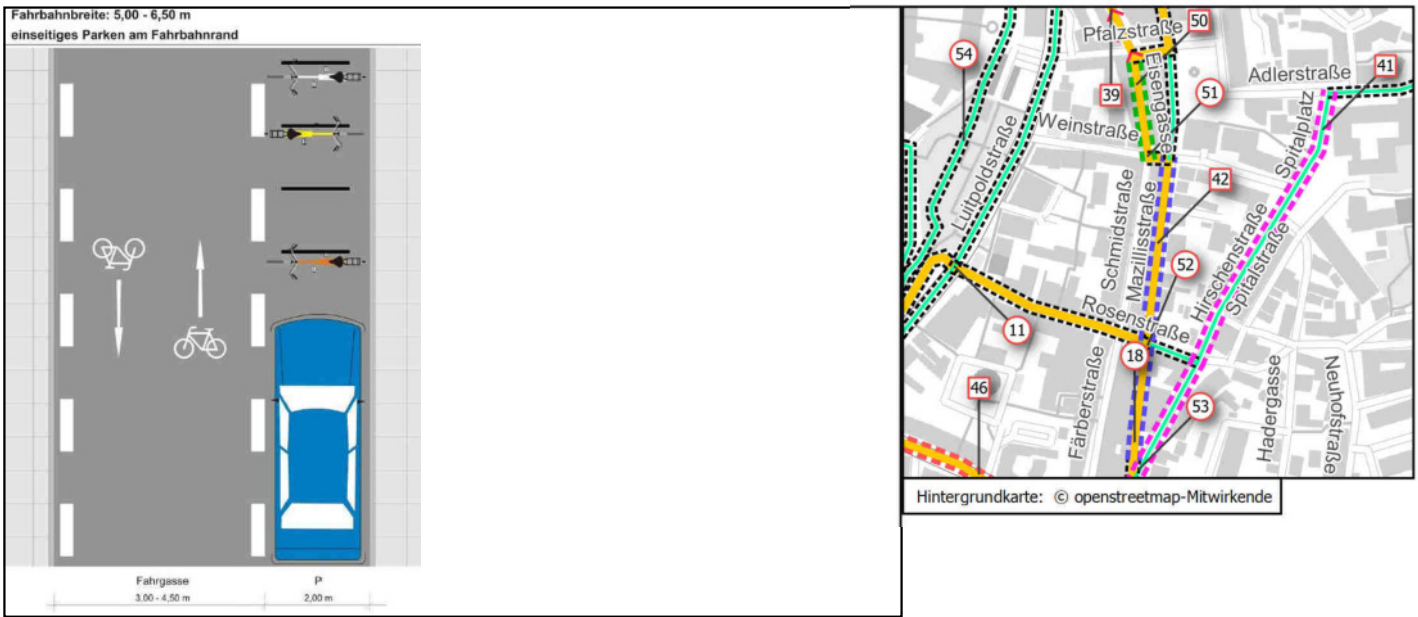 Fahrbahnbreite: 5,00 - 6,50 m
einseitiges Parken am Fahrbahnrand
Fahrgasse
P
3,00 - 4,50 m
2,00 m
Pfalzstraße
50
54
Eisengasse
41
Adlerstraße
39
51
Weinstraße
Spitalplatz
Luitpoldstraße
42
Schmidstraße
Mazillisstraße
52
Hirschenstraße
Spitalstraße
Rosenstraße
11
18
46
Färberstraße
53
Hadergasse
Neuhofstraße
Hintergrundkarte: © openstreetmap-Mitwirkende